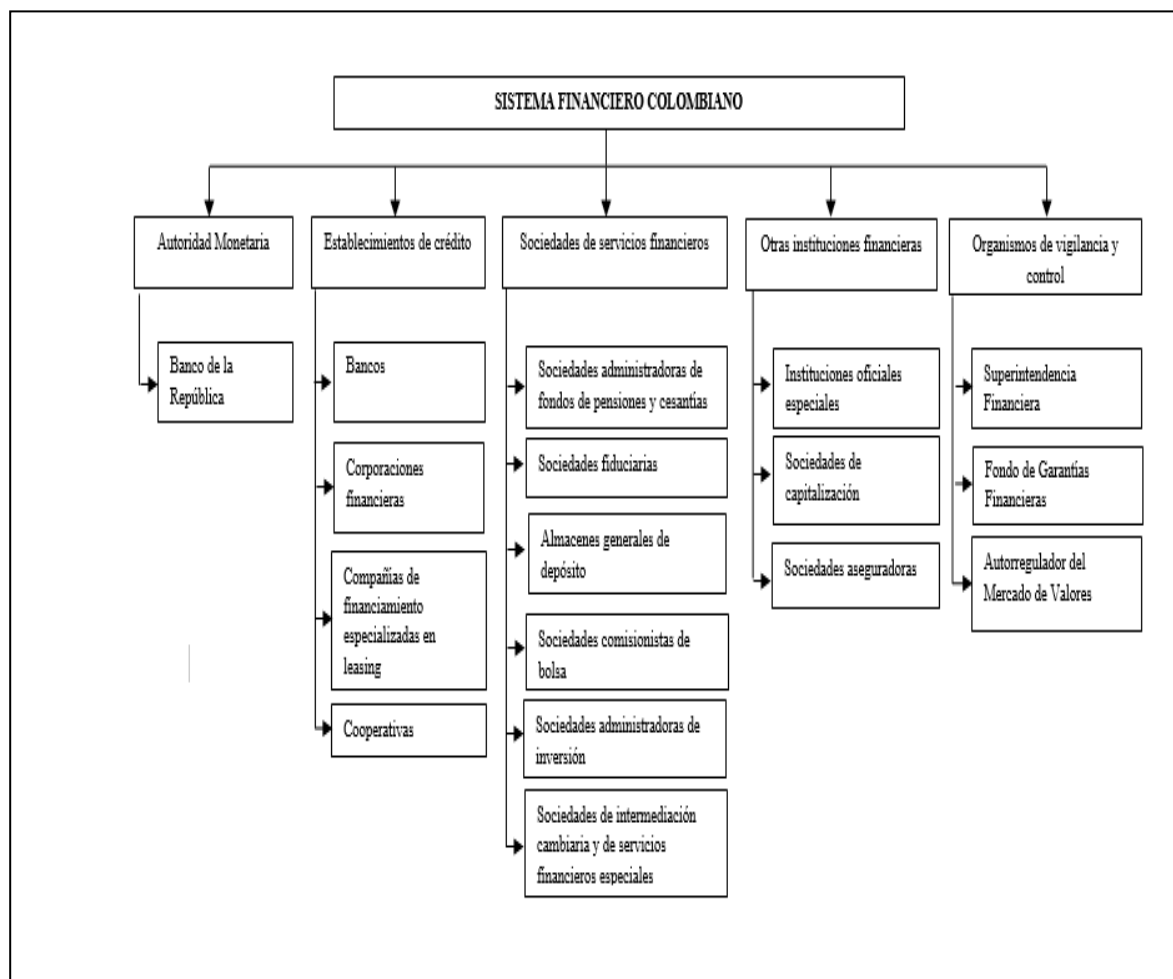 SISTEMA FINANCIERO COLOMBIANO
Autoridad Monetaria
Banco de la
República
Establecimientos de crédito
Bancos
Corporaciones
financieras
Compañías de
financiamiento
especializadas en
leasing
Cooperativas
Sociedades de servicios financieros
Sociedades administradoras de
fondos de pensiones y cesantías
Sociedades fiduciarias
Almacenes generales de
depósito
Sociedades comisionistas de
bolsa
Sociedades administradoras de
inversión
Sociedades de intermediación
cambiaria y de servicios
financieros especiales
Otras instituciones financieras
Instituciones oficiales
especiales
Sociedades de
capitalización
Sociedades aseguradoras
Organismos de vigilancia y
control
Superintendencia
Financiera
Fondo de Garantías
Financieras
Autorregulador del
Mercado de Valores